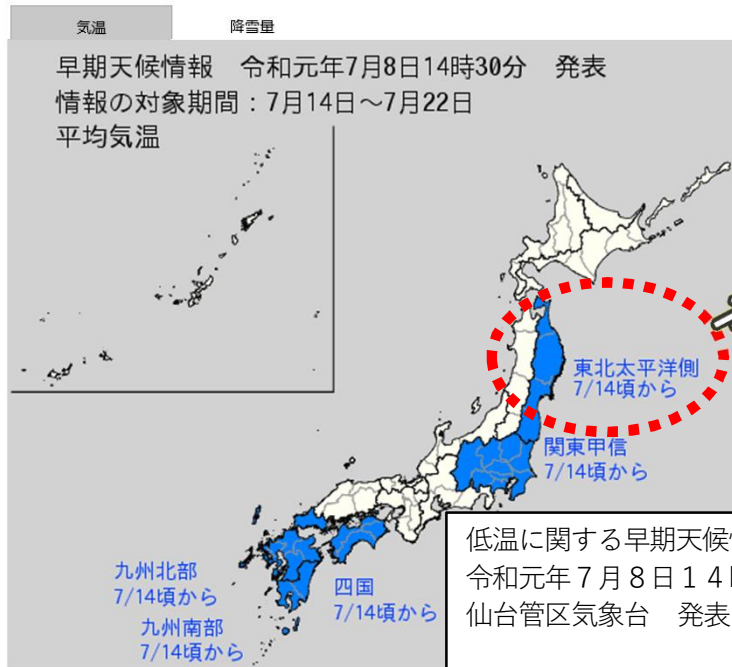 気温
降雪量
早期天候情報　令和元年7月8日14時30分　発表
情報の対象期間：7月14日～7月22日
平均気温
東北太平洋側
7/14頃から
関東甲信
7/14頃から
九州北部
7/14頃から
四国
7/14頃から
九州南部
7/14頃から
低温に関する早期天候
令和元年７月８日１４
仙台管区気象台　発表